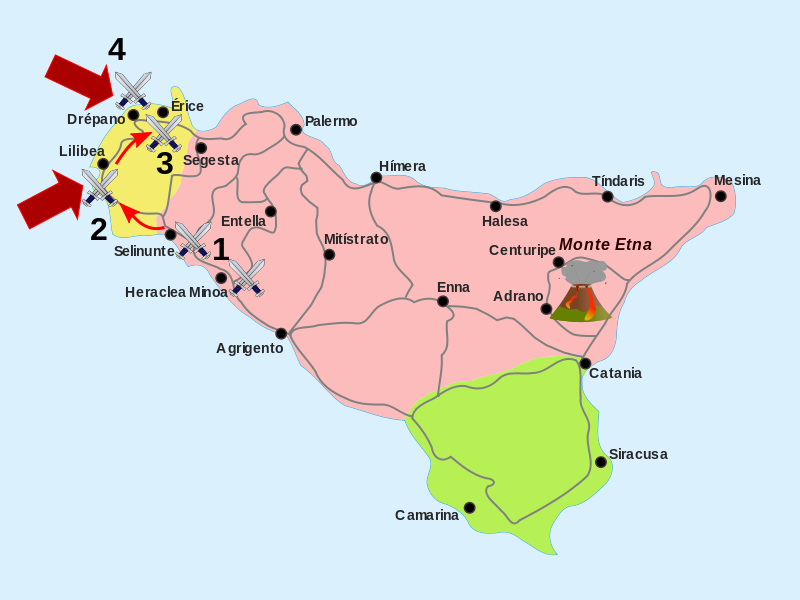 4
Érice
Drépano
Palermo
Lilibea
3
Segesta
Hímera
Mesina
Tíndaris
2
Entella
Halesa
Selinunte
1
Mitístrato
Centuripe
Monte Etna
Heraclea Minoa
Enna
Adrano
Agrigento
Catania
Siracusa
Camarina